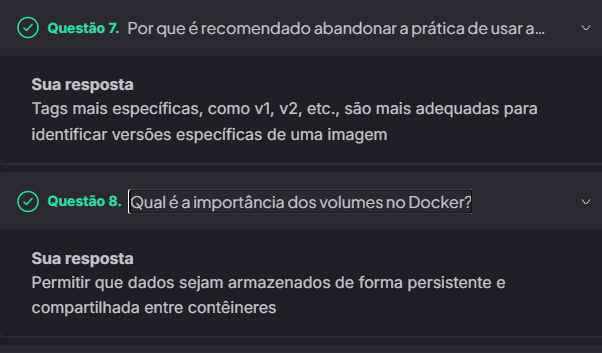 Questão 7. Por que é recomendado abandonar a prática de usar a...
Sua resposta
Tags mais específicas, como v1, v2, etc., são mais adequadas para
identificar versões específicas de uma imagem
Questão 8. Qual é a importância dos volumes no Docker?
Sua resposta
Permitir que dados sejam armazenados de forma persistente e
compartilhada entre contêineres